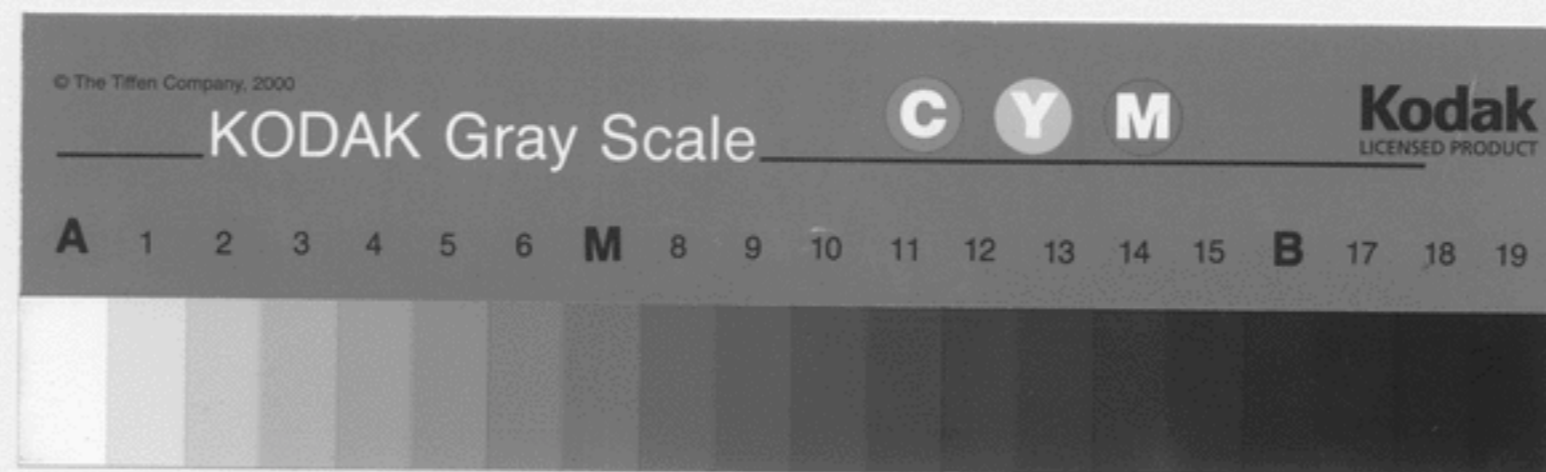 © The Tiffen Company, 2000
KODAK Gray Scale
C Y M
Kodak
LICENSED PRODUCT
A 1 2 3 4 5 6 M 8 9 10 11 12 13 14 15 B 17 18 19